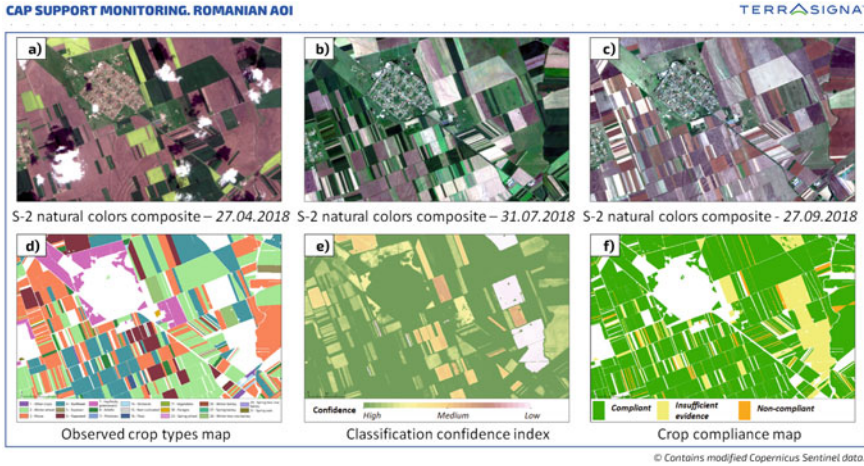 CAP SUPPORT MONITORING. ROMANIAN AOI
TERRASIGNA
a)
b)
c)
S-2 natural colors composite – 27.04.2018
S-2 natural colors composite – 31.07.2018
S-2 natural colors composite - 27.09.2018
d)
e)
f)
Confidence
High
Medium
Low
Compliant
Insufficient evidence
Non-compliant
Observed crop types map
Classification confidence index
Crop compliance map
© Contains modified Copernicus Sentinel data